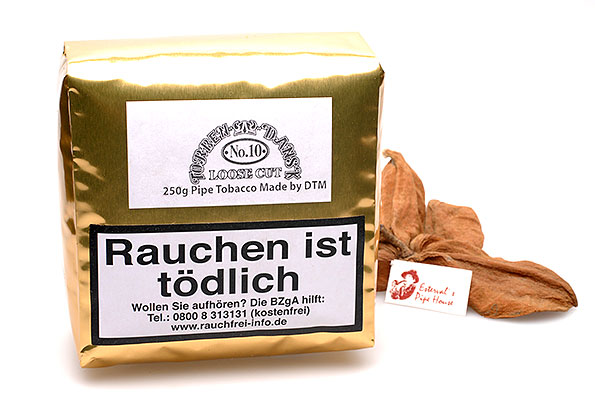 TORBEN DANSK
No.10
LOOSE CUT
250g Pipe Tobacco Made by DTM
Rauchen ist
tödlich
Wollen Sie aufhören? Die BZgA hilft:
Tel.: 0800 8 313131 (kostenfrei)
www.rauchfrei-info.de
Esterval's
Pipe House